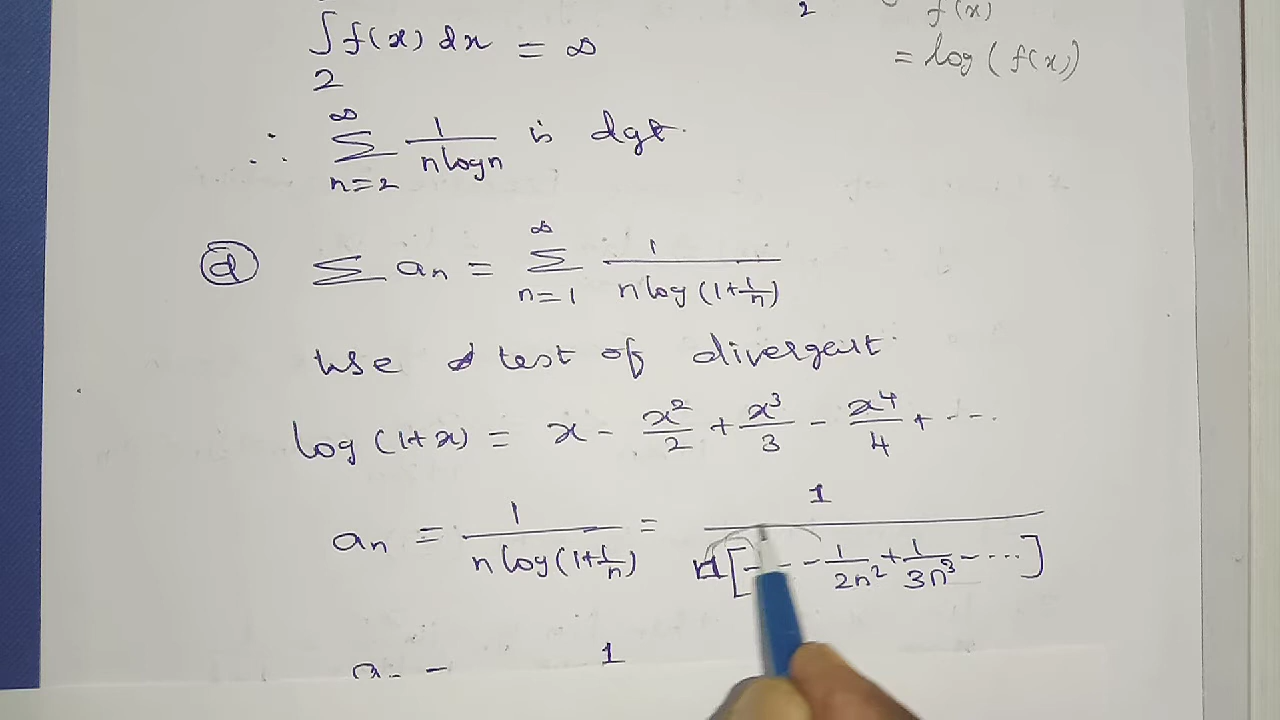 ∫ f(x) dx = ∞
2
2 f(x)
= log ( f(x))
∴ ∞ Σ n=2 1/(n log n) is dgt.
(d) Σ an = ∞ Σ n=1 1/(n log (1+1/n))
Use test of divergent.
log (1+x) = x - x²/2 + x³/3 - x⁴/4 + ---
an = 1/(n log (1+1/n)) = 1/(n[ - 1/2n² + 1/3n³ - ....])
1